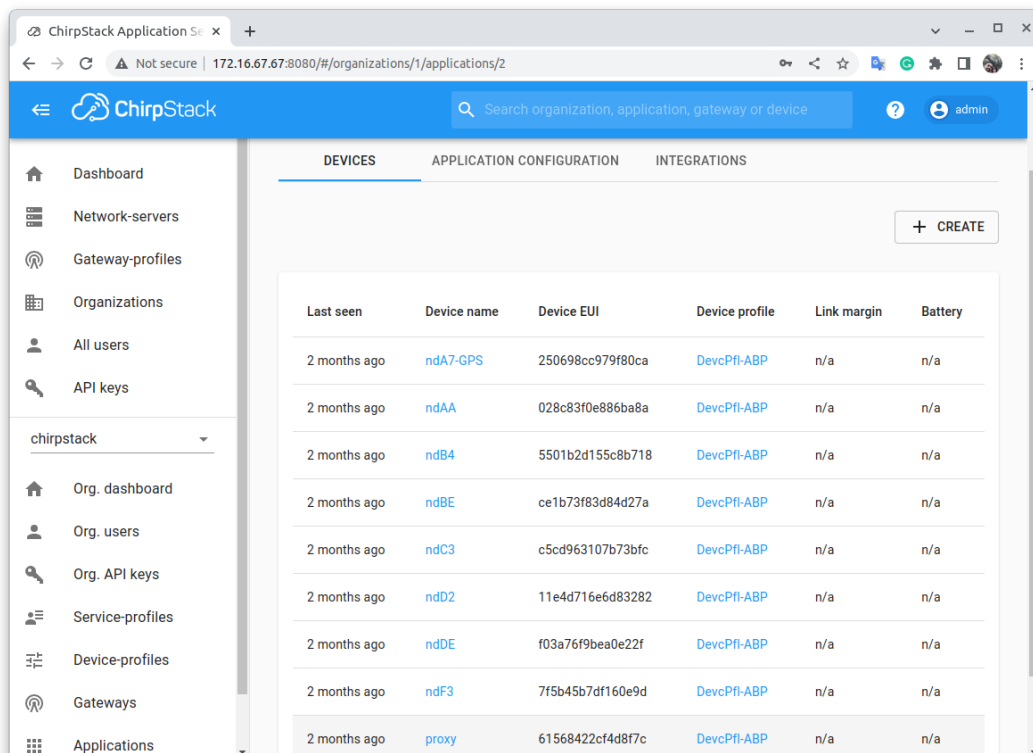 ChirpStack Application Se
Not secure | 172.16.67.67:8080/#/organizations/1/applications/2
ChirpStack
Search organization, application, gateway or device
? admin
Dashboard
Network-servers
Gateway-profiles
Organizations
All users
API keys
chirpstack
Org. dashboard
Org. users
Org. API keys
Service-profiles
Device-profiles
Gateways
Applications
DEVICES APPLICATION CONFIGURATION INTEGRATIONS
+ CREATE
Last seen Device name Device EUI Device profile Link margin Battery
2 months ago ndA7-GPS 250698cc979f80ca DevcPfl-ABP n/a n/a
2 months ago ndAA 028c83f0e886ba8a DevcPfl-ABP n/a n/a
2 months ago ndB4 5501b2d155c8b718 DevcPfl-ABP n/a n/a
2 months ago ndBE ce1b73f83d84d27a DevcPfl-ABP n/a n/a
2 months ago ndC3 c5cd963107b73bfc DevcPfl-ABP n/a n/a
2 months ago ndD2 11e4d716e6d83282 DevcPfl-ABP n/a n/a
2 months ago ndDE f03a76f9bea0e22f DevcPfl-ABP n/a n/a
2 months ago ndF3 7f5b45b7df160e9d DevcPfl-ABP n/a n/a
2 months ago proxy 61568422cf4d8f7c DevcPfl-ABP n/a n/a